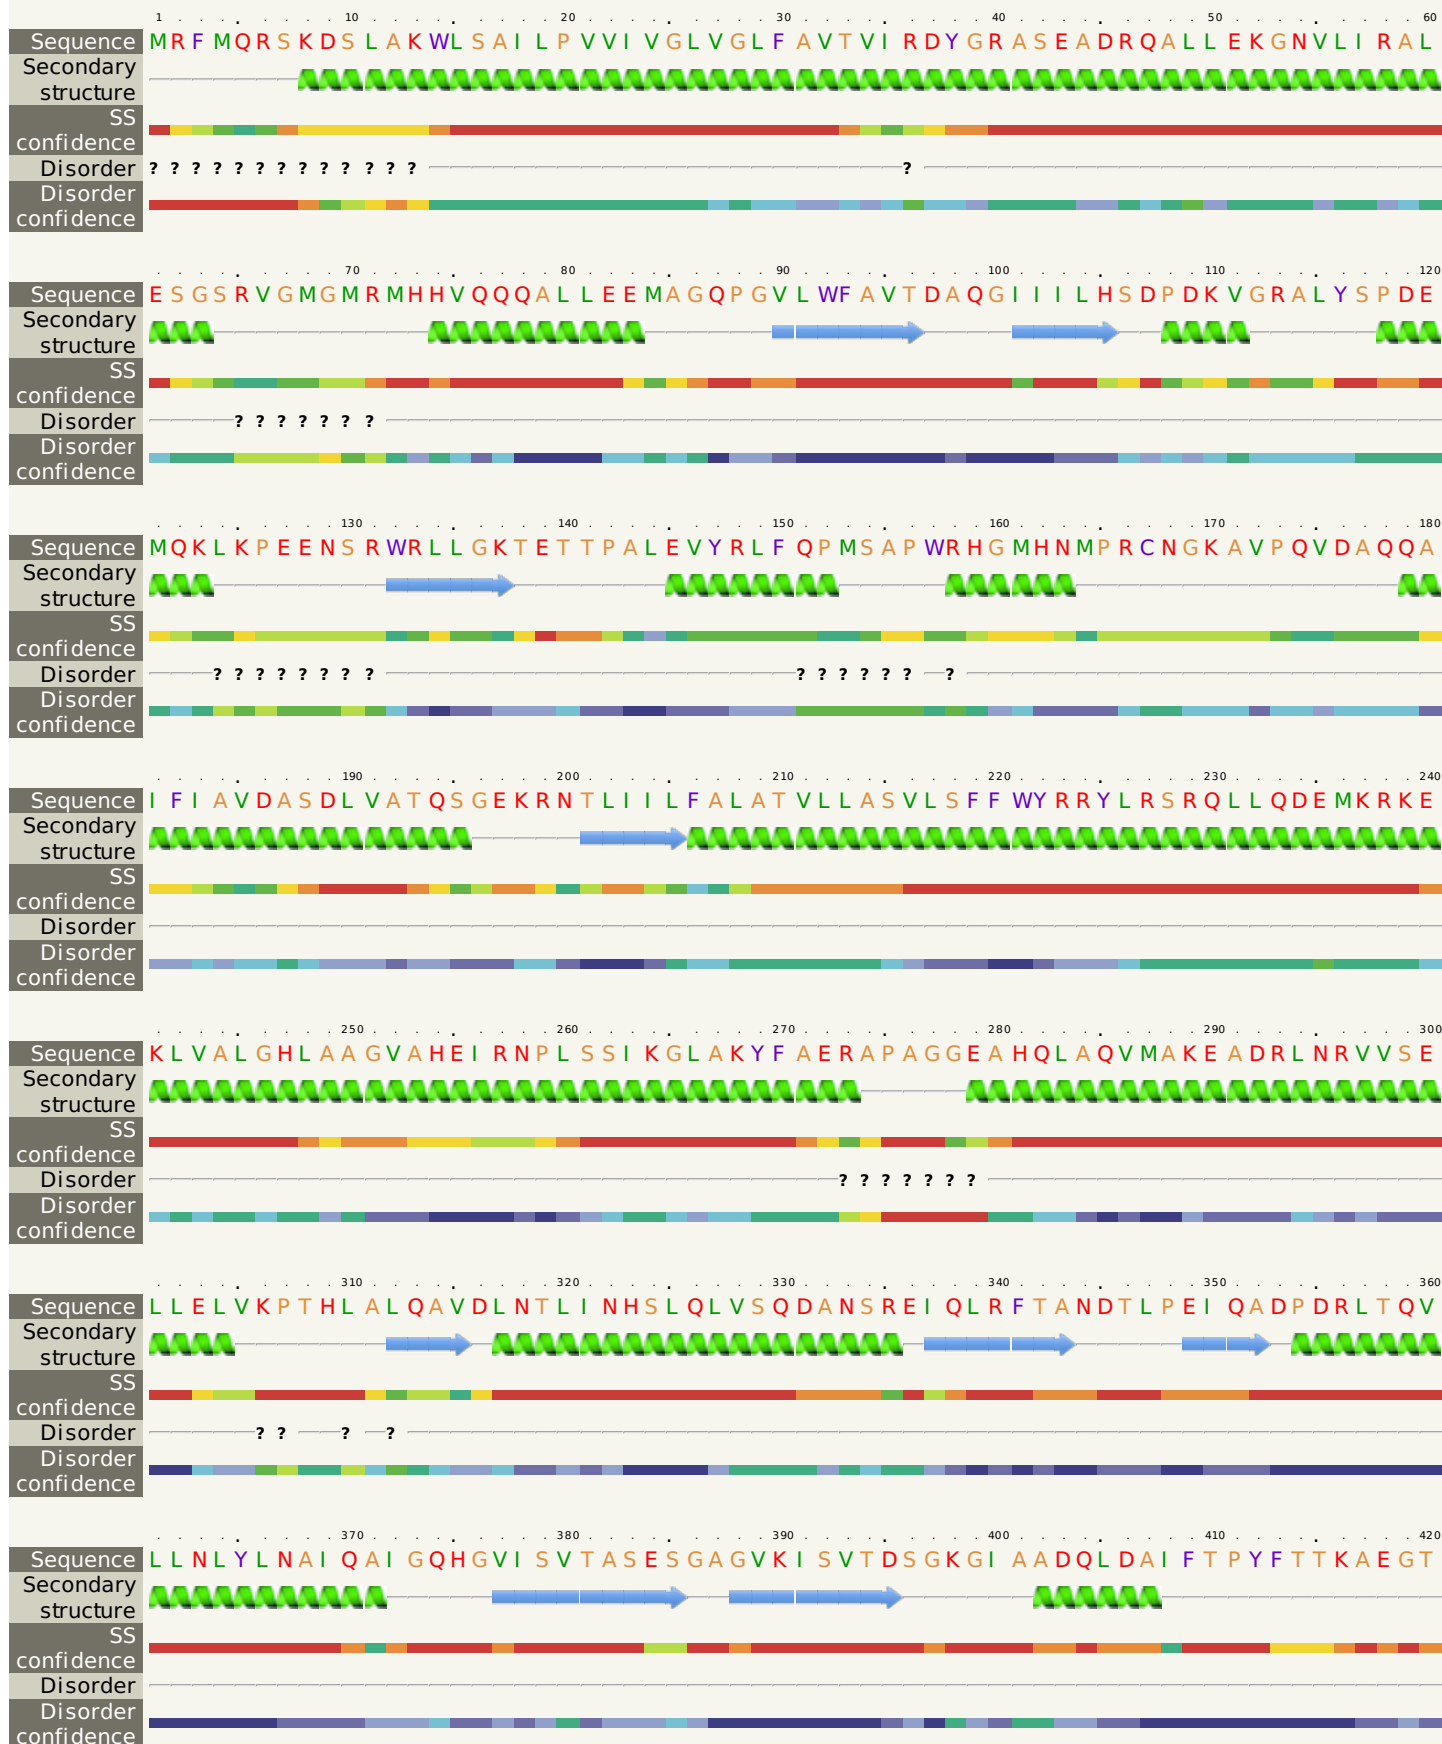 1 10 20 30 40 50 60
Sequence MRFMQRSKDSLAKWLSAILPVVIVGLVGLFAVTVIRDYGRASEADRQALLEKGNVLIRAL
Secondary
structure
SS
confidence
Disorder ? ? ? ? ? ? ? ? ? ? ? ? ? ?
Disorder
confidence
70 80 90 100 110 120
Sequence ESGSRVGMGMRMHHVQQQALLEEMAGQPGVLWFAVTDAQGIIILHSDPDKVGRALYSPDE
Secondary
structure
SS
confidence
Disorder ? ? ? ? ? ? ?
Disorder
confidence
130 140 150 160 170 180
Sequence MQKLKPEENSRWRLLGKTETTPALEVYRLFQPMSAPWRHGMHNMPRCNGKAVPQVDAQQA
Secondary
structure
SS
confidence
Disorder ? ? ? ? ? ? ? ? ? ? ? ? ? ? ?
Disorder
confidence
190 200 210 220 230 240
Sequence IFIAVDASDLVATQSGEKRNTLIILFALATVLLASVLSFFWYRRYLRSRQLLQDEMKRKE
Secondary
structure
SS
confidence
Disorder
Disorder
confidence
250 260 270 280 290 300
Sequence KLVALGHLAAGVAHEIRNPLSSIKGLAKYFAERAPAGGEAHQLAQVMAKEADRLNRVVSE
Secondary
structure
SS
confidence
Disorder ? ? ? ? ? ? ?
Disorder
confidence
310 320 330 340 350 360
Sequence LLELVKPTHLALQAVDLNTLINHSLQLVSQDANSREIQLRFTANDTLPEIQADPDRLTQV
Secondary
structure
SS
confidence
Disorder ? ? ? ?
Disorder
confidence
370 380 390 400 410 420
Sequence LLNLYLNAIQAIGQHGVISVTASESGAGVKISVTDSGKGIAADQLDAIFTPYFTTKAEGT
Secondary
structure
SS
confidence
Disorder
Disorder
confidence